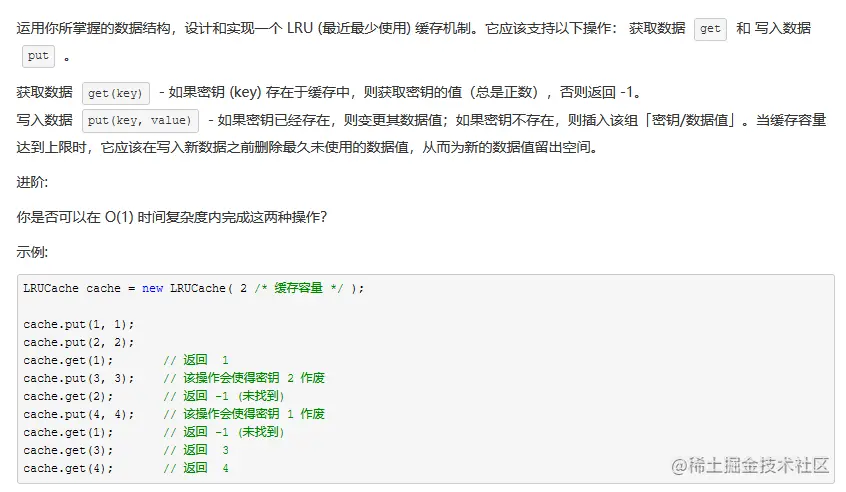 运用你所掌握的数据结构，设计和实现一个 LRU (最近最少使用) 缓存机制。它应该支持以下操作： 获取数据 get 和 写入数据
put 。
获取数据 get(key) - 如果密钥 (key) 存在于缓存中，则获取密钥的值（总是正数），否则返回 -1。
写入数据 put(key, value) - 如果密钥已经存在，则变更其数据值；如果密钥不存在，则插入该组「密钥/数据值」。当缓存容量
达到上限时，它应该在写入新数据之前删除最久未使用的数据值，从而为新的数据值留出空间。
进阶:
你是否可以在 O(1) 时间复杂度内完成这两种操作？
示例:
LRUCache cache = new LRUCache( 2 /* 缓存容量 */ );
cache.put(1, 1);
cache.put(2, 2);
cache.get(1);       // 返回  1
cache.put(3, 3);    // 该操作会使得密钥 2 作废
cache.get(2);       // 返回 -1 (未找到)
cache.put(4, 4);    // 该操作会使得密钥 1 作废
cache.get(1);       // 返回 -1 (未找到)
cache.get(3);       // 返回  3
cache.get(4);       // 返回  4
@稀土掘金技术社区